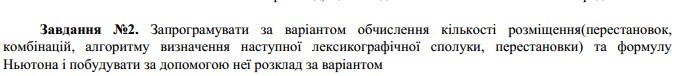 Завдання №2. Запрограмувати за варіантом обчислення кількості розміщення(перестановок,
комбінацій, алгоритму визначення наступної лексикографічної сполуки, перестановки) та формулу
Ньютона і побудувати за допомогою неї розклад за варіантом